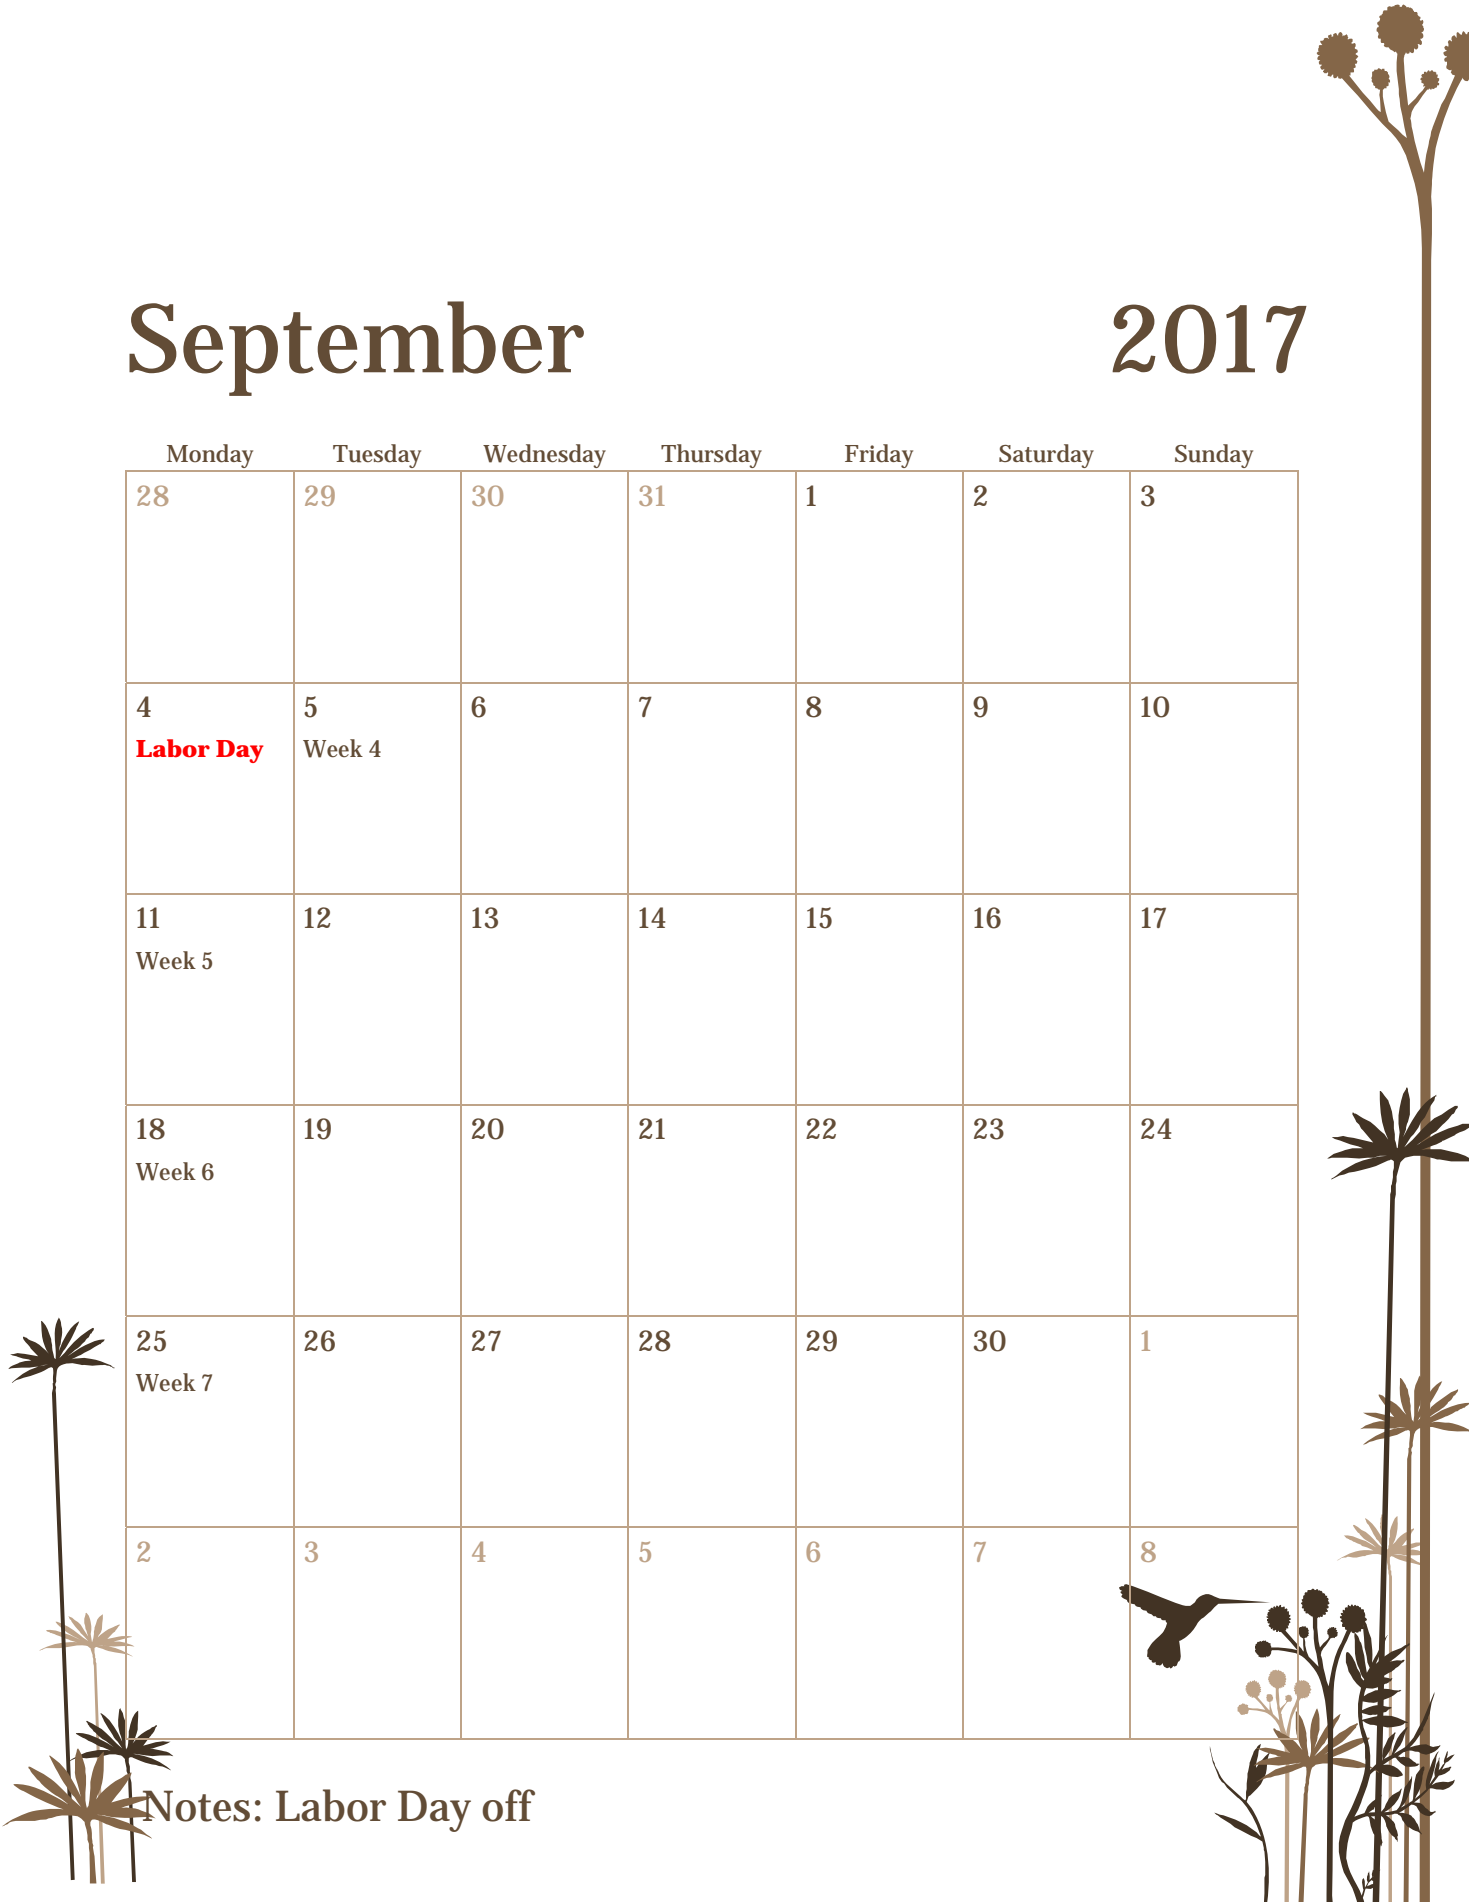 September 2017
Monday Tuesday Wednesday Thursday Friday Saturday Sunday
28 29 30 31 1 2 3
4 5 6 7 8 9 10
Labor Day Week 4
11 12 13 14 15 16 17
Week 5
18 19 20 21 22 23 24
Week 6
25 26 27 28 29 30 1
Week 7
2 3 4 5 6 7 8
Notes: Labor Day off